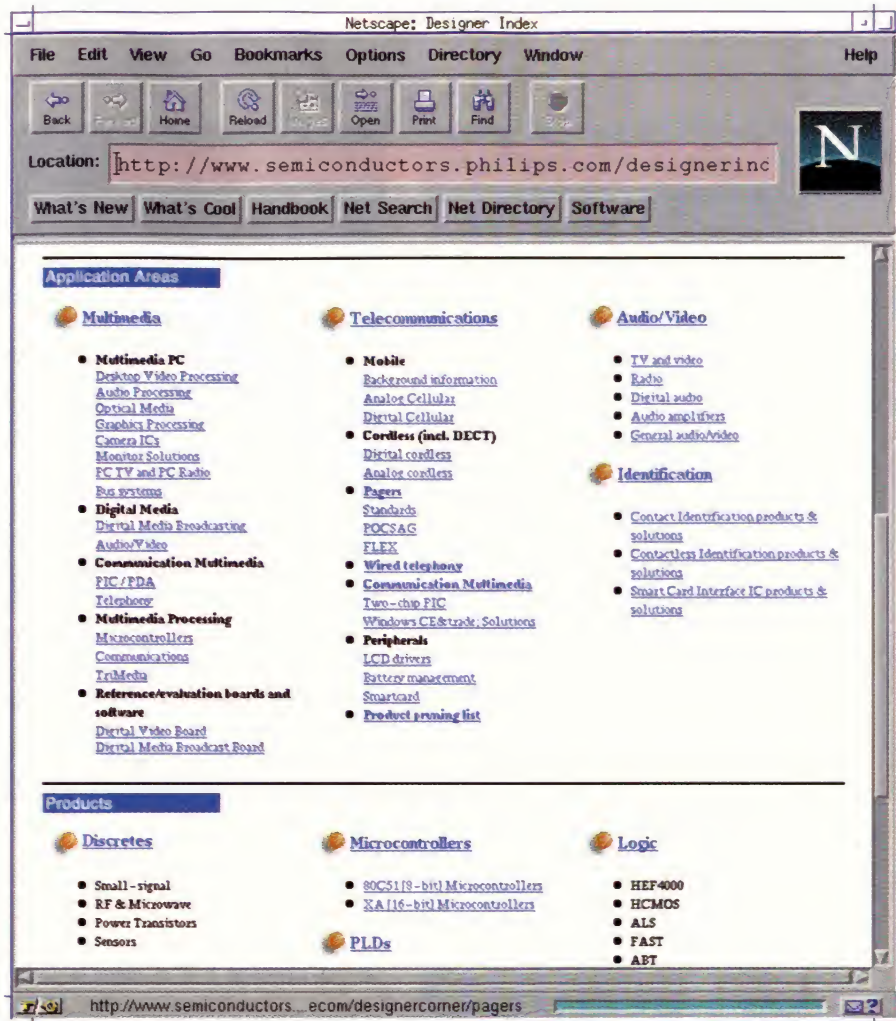 Netscape: Designer Index
File Edit View Go Bookmarks Options Directory Window Help
Back Forward Home Reload Images Open Print Find Stop
Location: http://www.semiconductors.philips.com/designerinc
N
What's New What's Cool Handbook Net Search Net Directory Software
Application Areas
Multimedia
Multimedia PC
Desktop Video Processing
Audio Processing
Optical Media
Graphics Processing
Camera ICs
Monitor Solutions
PC TV and PC Radio
Bus systems
Digital Media
Digital Media Broadcasting
Audio/Video
Communication Multimedia
PIC/PDA
Telephony
Multimedia Processing
Microcontrollers
Communications
TriMedia
Reference/evaluation boards and
software
Digital Video Board
Digital Media Broadcast Board
Telecommunications
Mobile
Background information
Analog Cellular
Digital Cellular
Cordless (incl. DECT)
Digital cordless
Analog cordless
Pagers
Standards
POCSAG
FLEX
Wired telephony
Communication Multimedia
Two-chip PIC
Windows CE&trade; Solutions
Peripherals
LCD drivers
Battery management
Smartcard
Product pruning list
Audio/Video
TV and video
Radio
Digital audio
Audio amplifiers
General audio/video
Identification
Contact Identification products &
solutions
Contactless Identification products &
solutions
Smart Card Interface IC products &
solutions
Products
Discretes
Small-signal
RF & Microwave
Power Transistors
Sensors
Microcontrollers
80C51 [8-bit] Microcontrollers
XA [16-bit] Microcontrollers
PLDs
Logic
HEF4000
HCMOS
ALS
FAST
ABT
http://www.semiconductors....ecom/designercorner/pagers
?